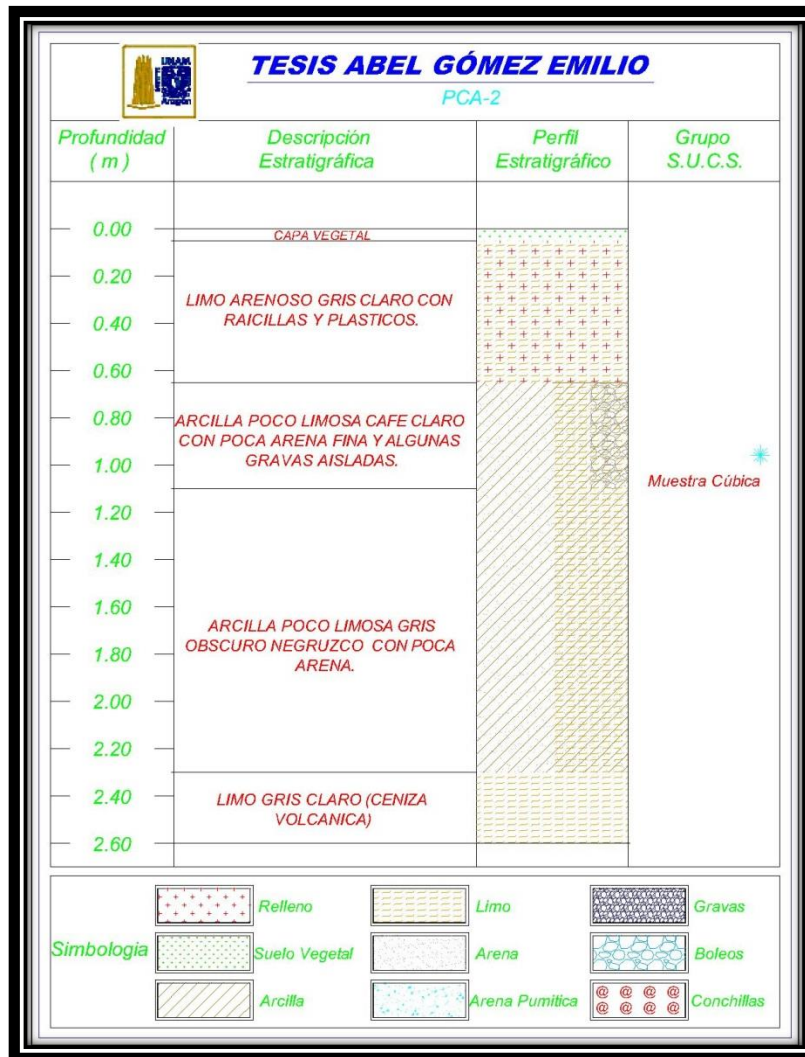 UNAM
Aragón
TESIS ABEL GÓMEZ EMILIO
PCA-2
Profundidad
( m )
Descripción
Estratigráfica
Perfil
Estratigráfico
Grupo
S.U.C.S.
0.00
CAPA VEGETAL
0.20
LIMO ARENOSO GRIS CLARO CON
RAICILLAS Y PLASTICOS.
0.40
0.60
0.80
ARCILLA POCO LIMOSA CAFE CLARO
CON POCA ARENA FINA Y ALGUNAS
GRAVAS AISLADAS.
1.00
Muestra Cúbica
1.20
1.40
1.60
ARCILLA POCO LIMOSA GRIS
OBSCURO NEGRUZCO CON POCA
ARENA.
1.80
2.00
2.20
2.40
LIMO GRIS CLARO (CENIZA
VOLCANICA)
2.60
Simbologia
Relleno
Limo
Gravas
Suelo Vegetal
Arena
Boleos
Arcilla
Arena Pumitica
Conchillas